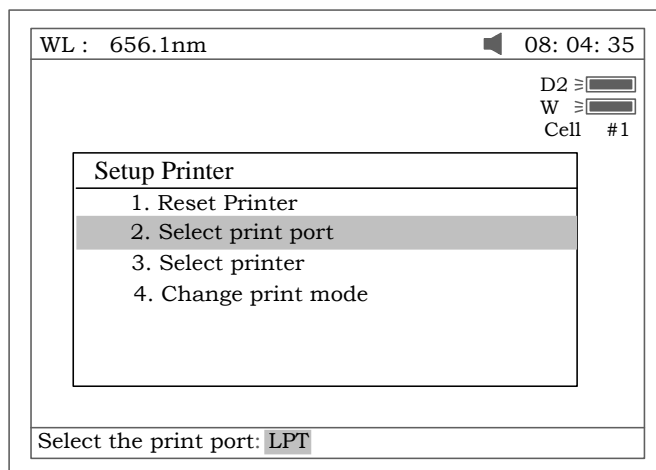 WL : 656.1nm 08: 04: 35
D2
W
Cell #1
Setup Printer
1. Reset Printer
2. Select print port
3. Select printer
4. Change print mode
Select the print port: LPT